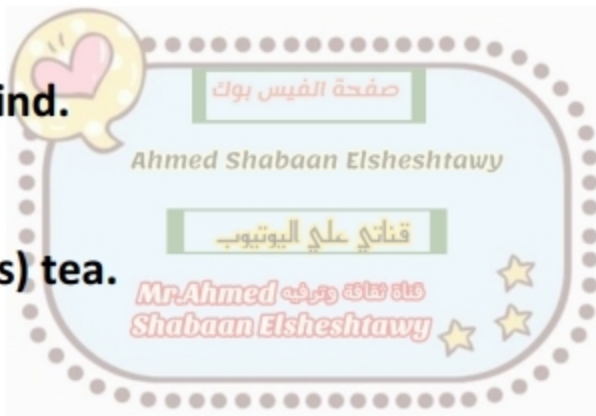 ind.
صفحة الفيس بوك
Ahmed Shabaan Elsheshtawy
قناتي علي اليوتيوب
s) tea.
Mr.Ahmed قناة ثقافة وترفيه
Shabaan Elsheshtawy